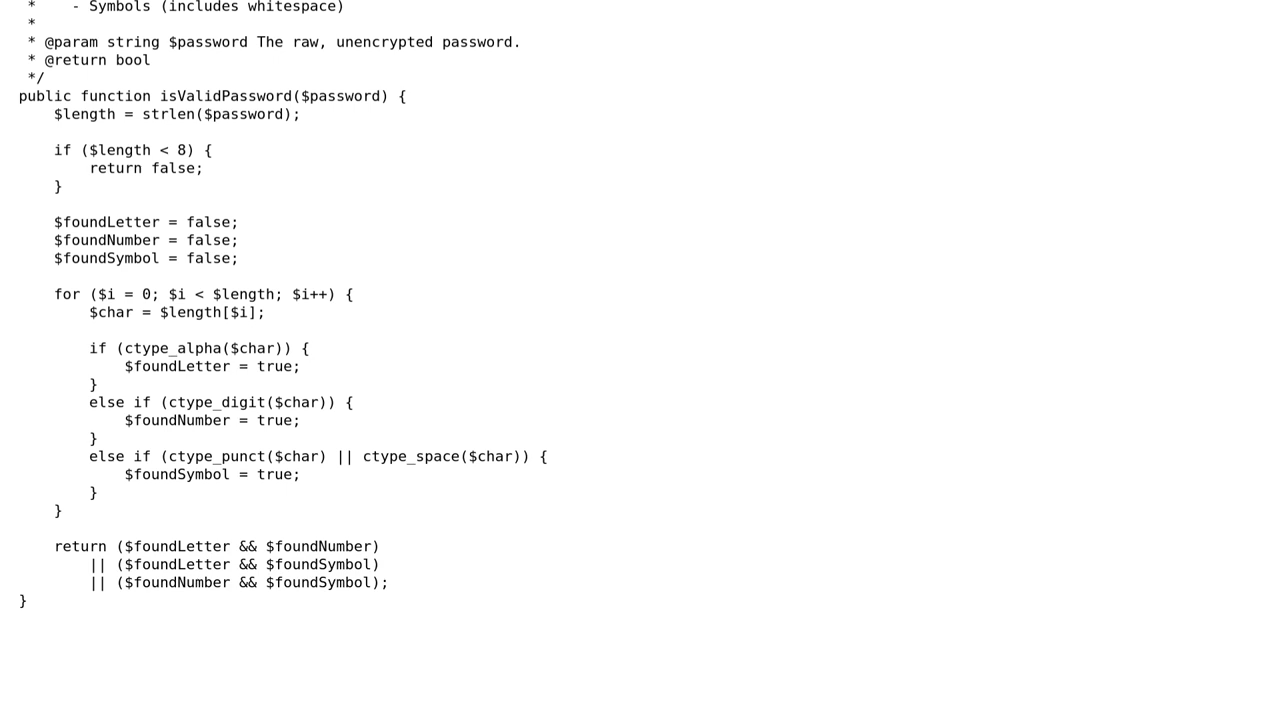 *    - Symbols (includes whitespace)
 *
 * @param string $password The raw, unencrypted password.
 * @return bool
 */
public function isValidPassword($password) {
    $length = strlen($password);

    if ($length < 8) {
        return false;
    }

    $foundLetter = false;
    $foundNumber = false;
    $foundSymbol = false;

    for ($i = 0; $i < $length; $i++) {
        $char = $length[$i];

        if (ctype_alpha($char)) {
            $foundLetter = true;
        }
        else if (ctype_digit($char)) {
            $foundNumber = true;
        }
        else if (ctype_punct($char) || ctype_space($char)) {
            $foundSymbol = true;
        }
    }

    return ($foundLetter && $foundNumber)
        || ($foundLetter && $foundSymbol)
        || ($foundNumber && $foundSymbol);
}